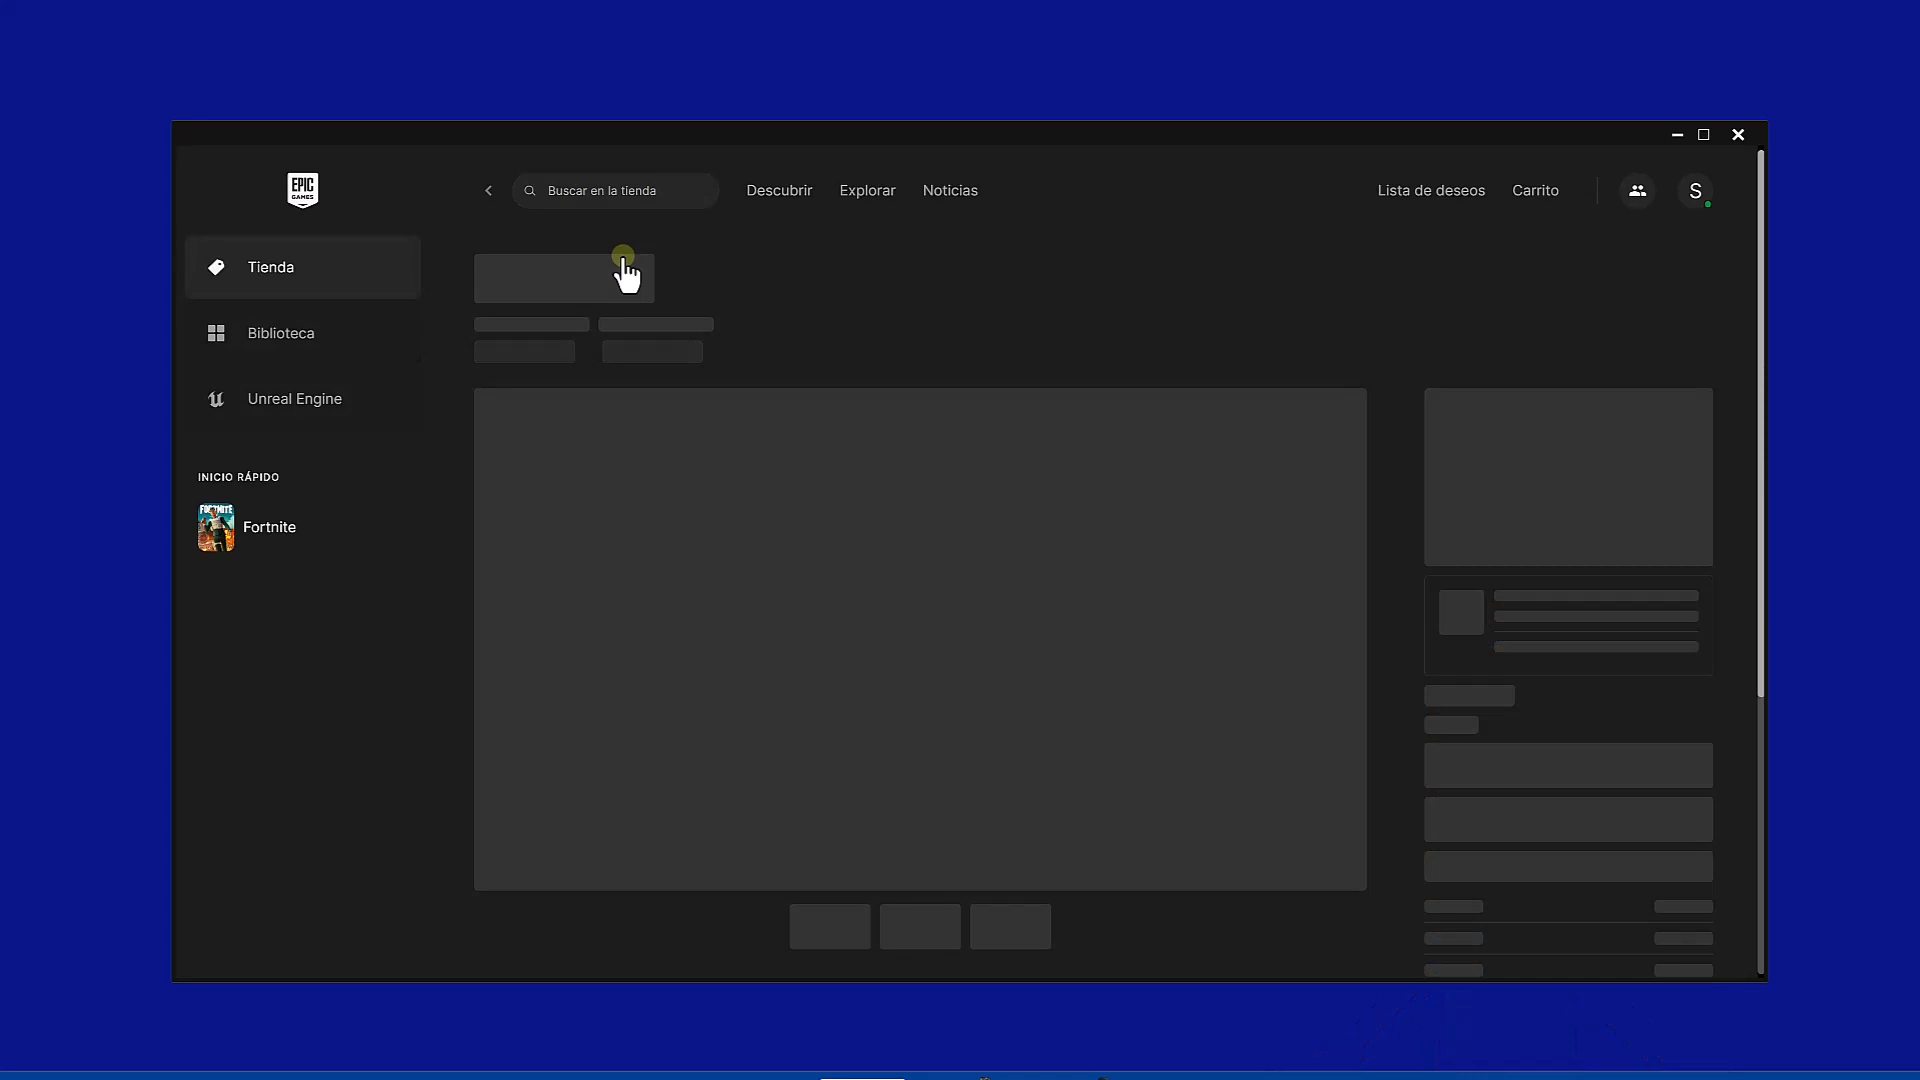 EPIC
GAMES
Buscar en la tienda
Descubrir
Explorar
Noticias
Lista de deseos
Carrito
S
Tienda
Biblioteca
Unreal Engine
INICIO RÁPIDO
FORTNITE
Fortnite